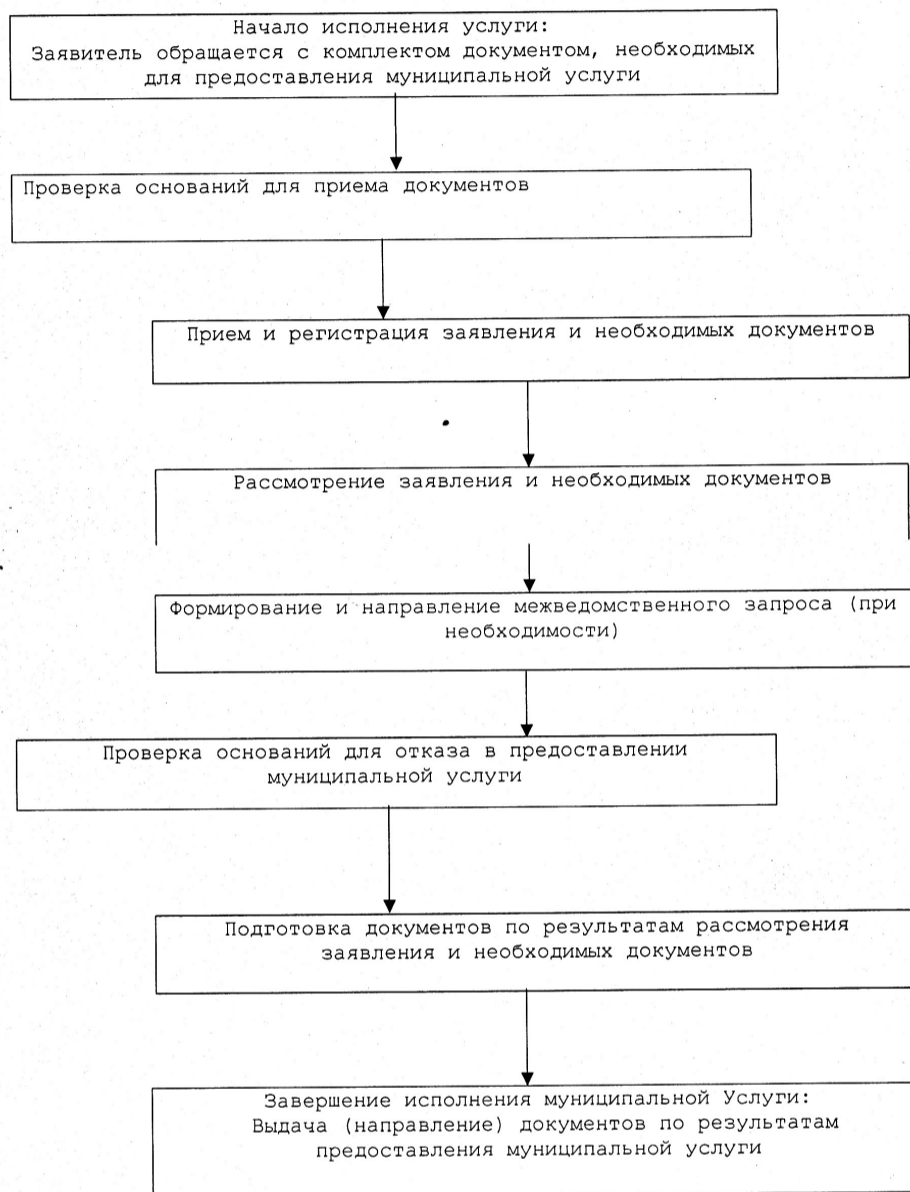 Начало исполнения услуги:
Заявитель обращается с комплектом документом, необходимых
для предоставления муниципальной услуги
Проверка оснований для приема документов
Прием и регистрация заявления и необходимых документов
Рассмотрение заявления и необходимых документов
Формирование и направление межведомственного запроса (при
необходимости)
Проверка оснований для отказа в предоставлении
муниципальной услуги
Подготовка документов по результатам рассмотрения
заявления и необходимых документов
Завершение исполнения муниципальной Услуги:
Выдача (направление) документов по результатам
предоставления муниципальной услуги